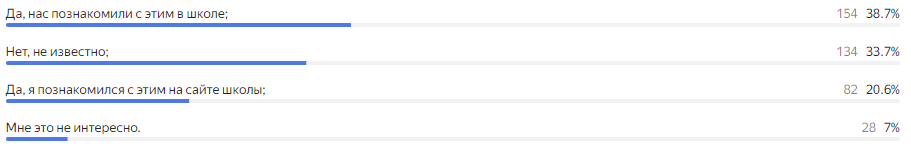 Да, нас познакомили с этим в школе; 154 38.7%
Нет, не известно; 134 33.7%
Да, я познакомился с этим на сайте школы; 82 20.6%
Мне это не интересно. 28 7%